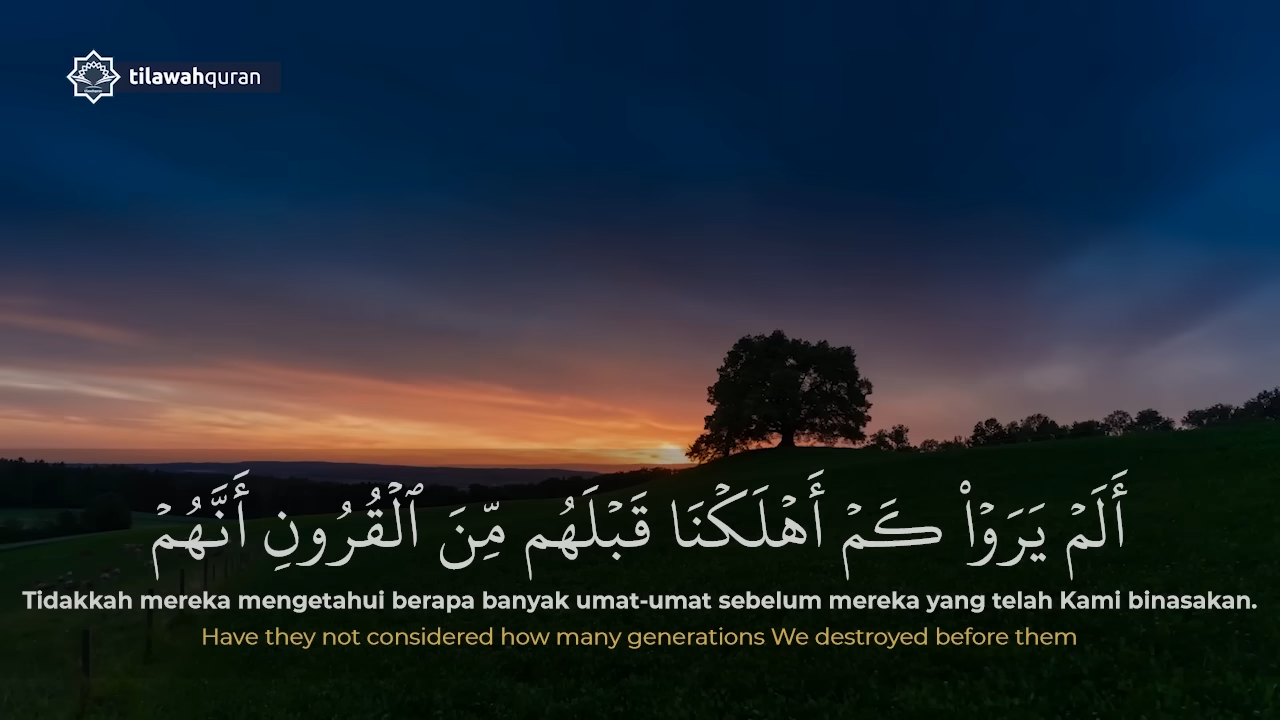 tilawahquran
أَلَمۡ يَرَوۡاْ كَمۡ أَهۡلَكۡنَا قَبۡلَهُم مِّنَ ٱلۡقُرُونِ أَنَّهُمۡ
Tidakkah mereka mengetahui berapa banyak umat-umat sebelum mereka yang telah Kami binasakan.
Have they not considered how many generations We destroyed before them